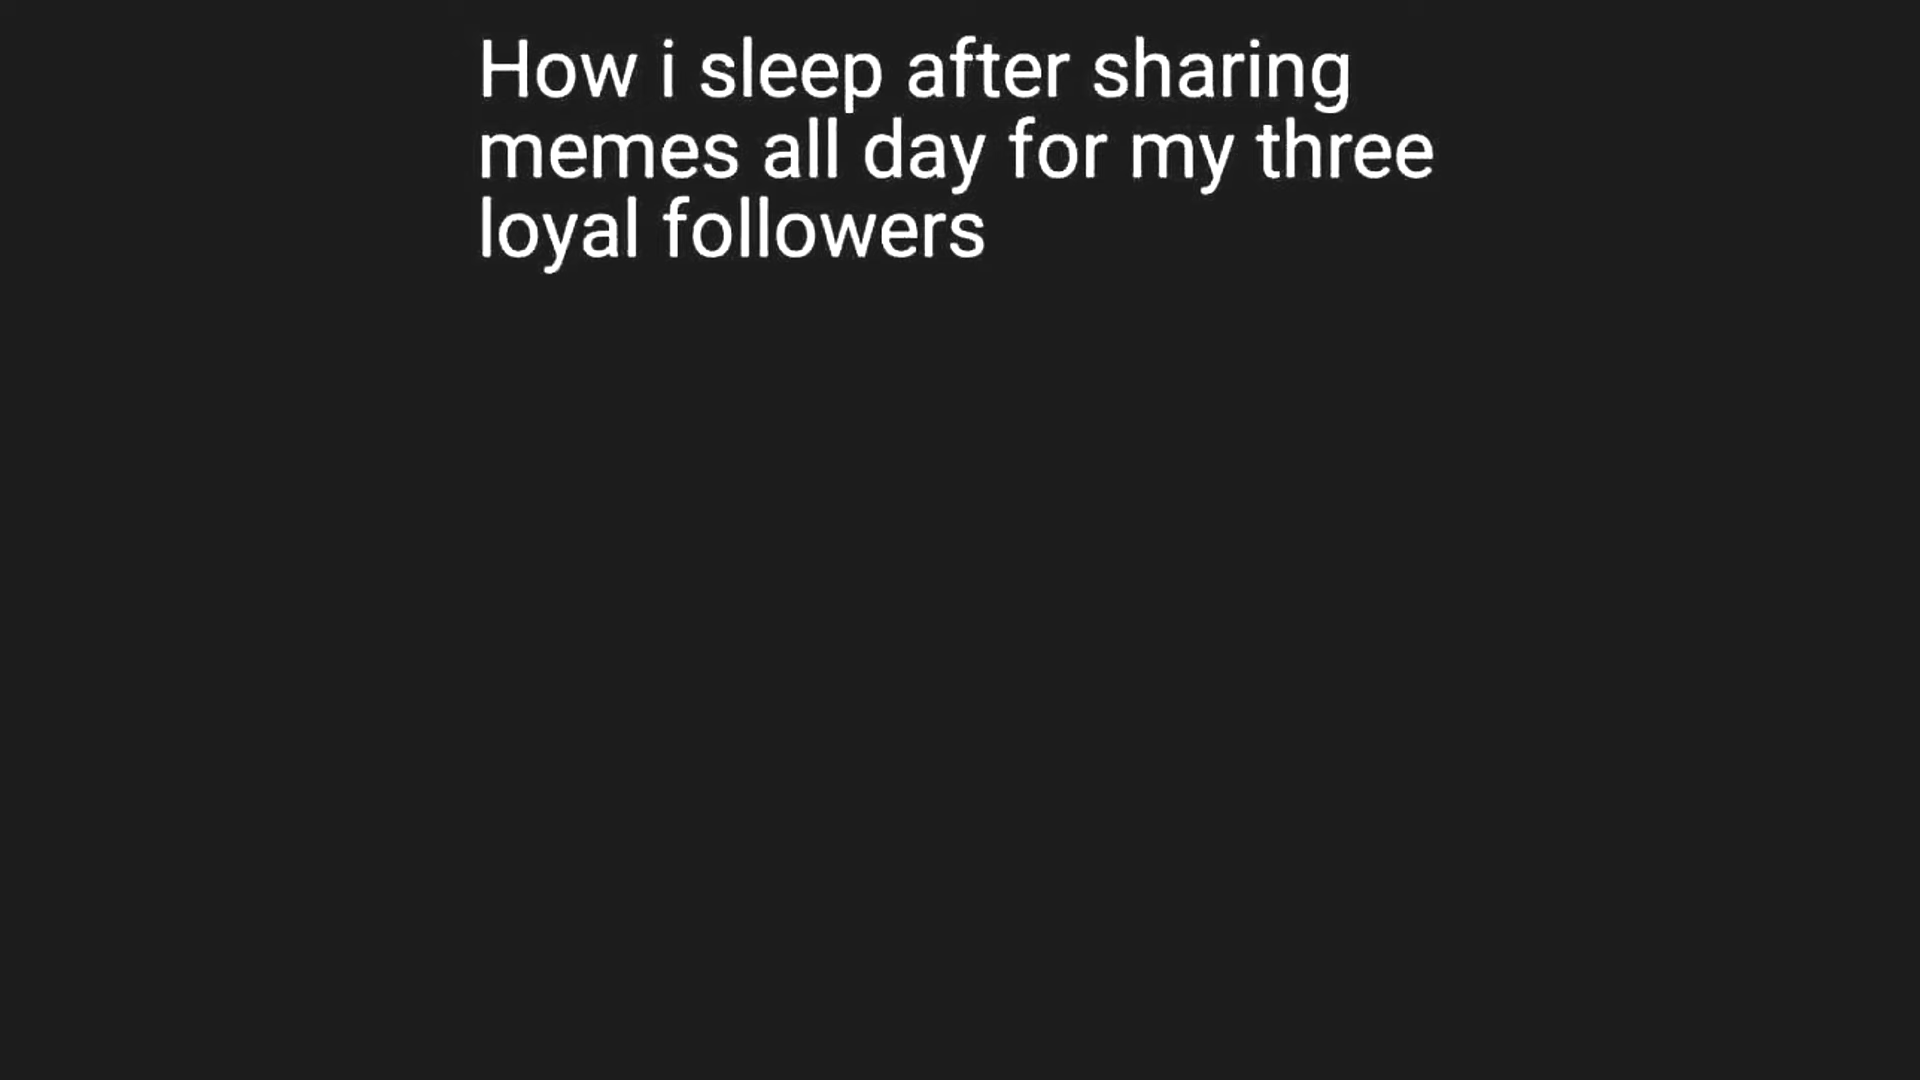 How i sleep after sharing
memes all day for my three
loyal followers